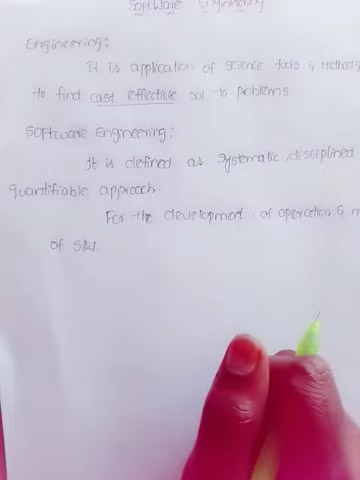 Software Engineering
Engineering:
It is application of science tools & Methods
to find cast effective sol to problems
Software Engineering:
It is defined as systematic, disciplined
quantifiable approach.
For the development, of operation &
of S/W.